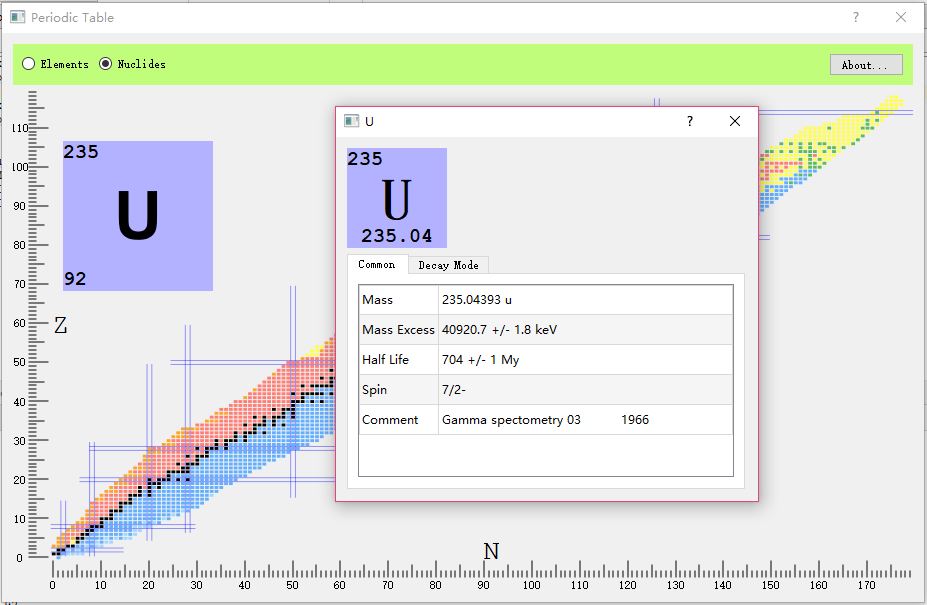 Periodic Table
Elements
Nuclides
About...
U
235
U
92
235
U
235.04
Common
Decay Mode
Mass 235.04393 u
Mass Excess 40920.7 +/- 1.8 keV
Half Life 704 +/- 1 My
Spin 7/2-
Comment Gamma spectometry 03 1966
110
100
90
80
70
60
50
40
30
20
10
0
Z
N
0 10 20 30 40 50 60 70 80 90 100 110 120 130 140 150 160 170